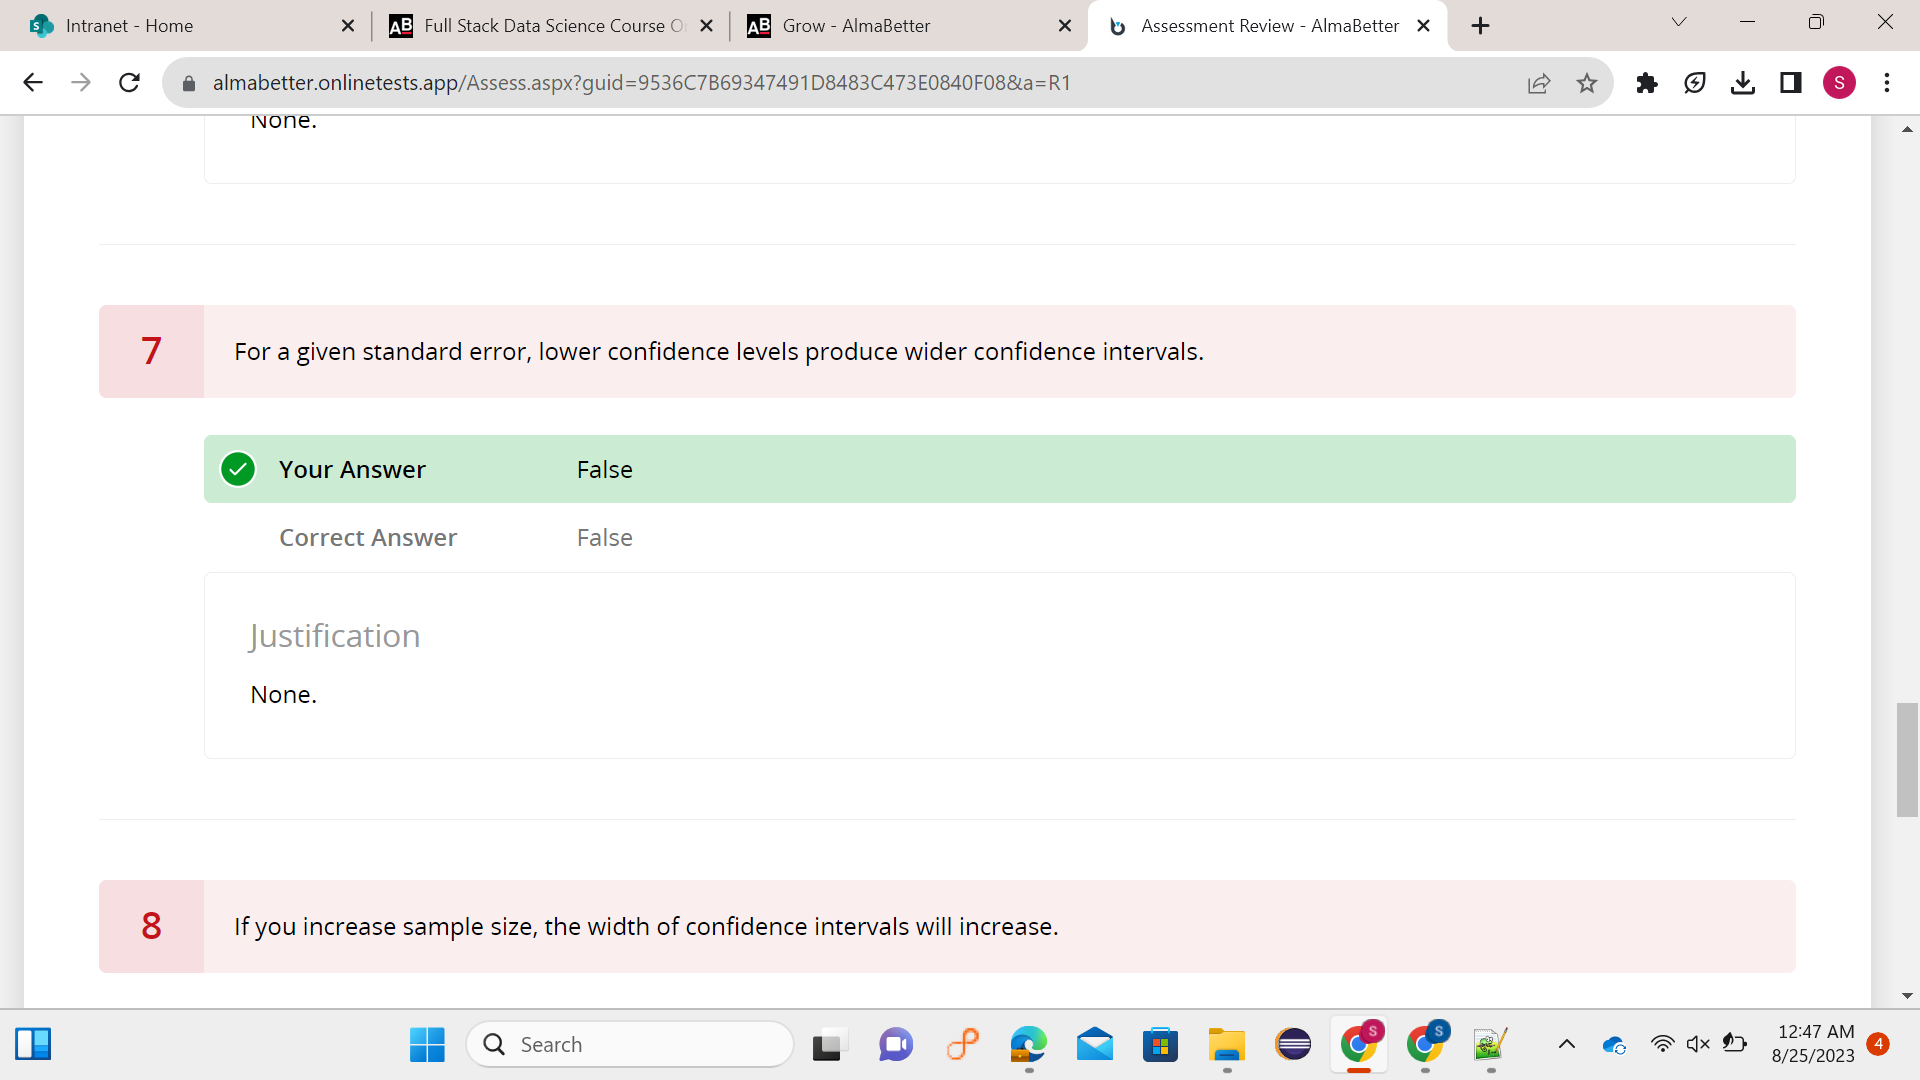 Intranet - Home
AB Full Stack Data Science Course O
AB Grow - AlmaBetter
Assessment Review - AlmaBetter
almabetter.onlinetests.app/Assess.aspx?guid=9536C7B69347491D8483C473E0840F08&a=R1
S
None.
7
For a given standard error, lower confidence levels produce wider confidence intervals.
Your Answer False
Correct Answer False
Justification
None.
8
If you increase sample size, the width of confidence intervals will increase.
Search
S
S
12:47 AM
8/25/2023
4